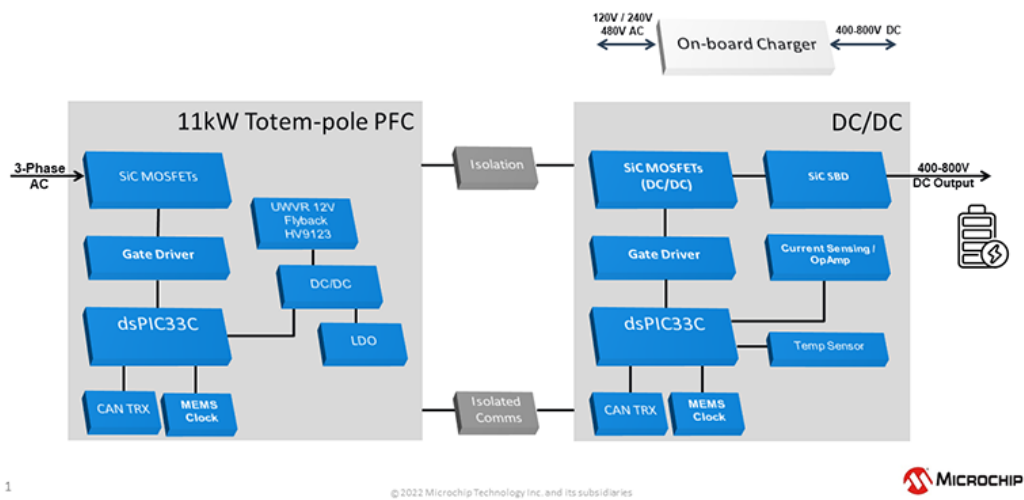 120V / 240V
480V AC
On-board Charger
400-800V DC
11kW Totem-pole PFC
DC/DC
3-Phase
AC
SiC MOSFETs
Gate Driver
dsPIC33C
CAN TRX
MEMS
Clock
UWVR 12V
Flyback
HV9123
DC/DC
LDO
Isolation
Isolated
Comms
SiC MOSFETs
(DC/DC)
SiC SBD
Gate Driver
Current Sensing /
OpAmp
dsPIC33C
Temp Sensor
CAN TRX
MEMS
Clock
400-800V
DC Output
1
©2022 Microchip Technology Inc. and its subsidiaries
MICROCHIP